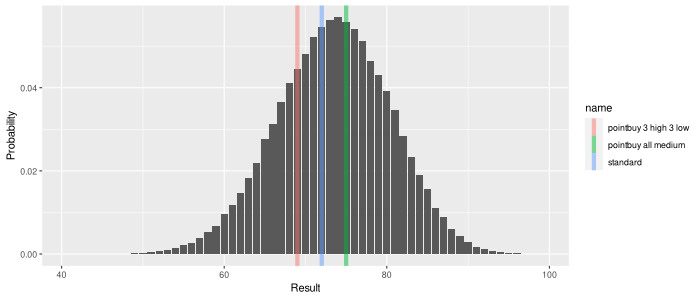 0.04
0.02
0.00
Probability
40
60
80
100
Result
name
pointbuy 3 high 3 low
pointbuy all medium
standard